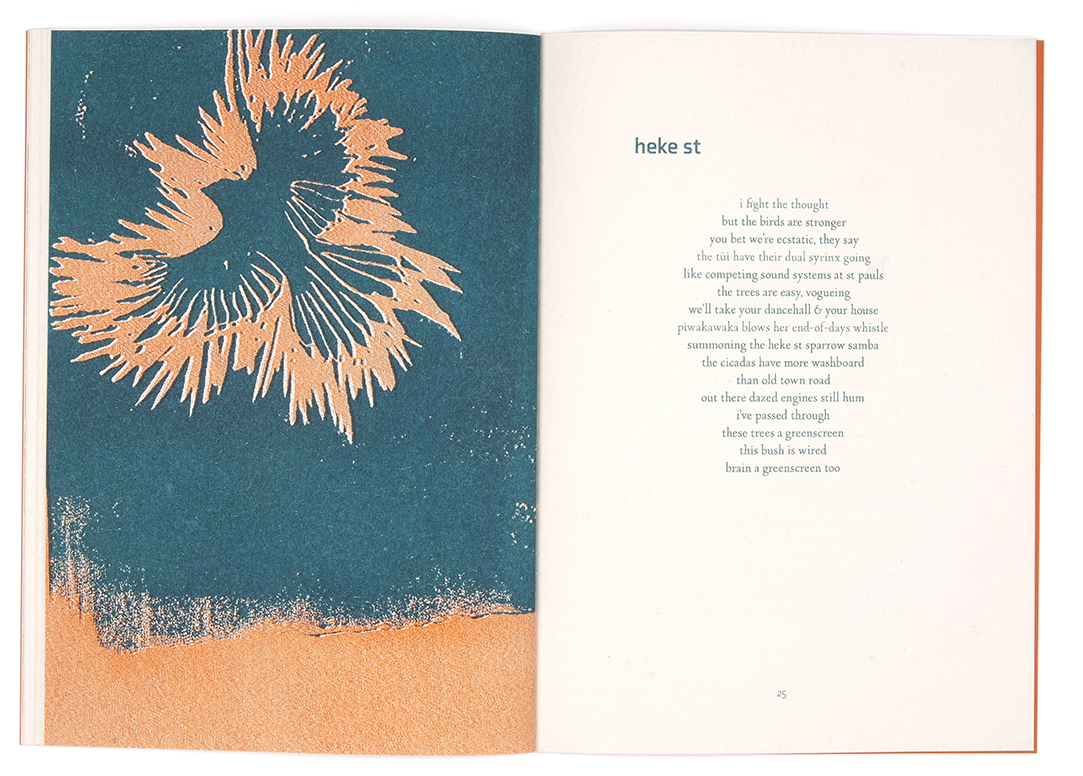 heke st
i fight the thought
but the birds are stronger
you bet we're ecstatic, they say
the tūi have their dual syrinx going
like competing sound systems at st pauls
the trees are easy, vogueing
we'll take your dancehall & your house
piwakawaka blows her end-of-days whistle
summoning the heke st sparrow samba
the cicadas have more washboard
than old town road
out there dazed engines still hum
i've passed through
these trees a greenscreen
this bush is wired
brain a greenscreen too
25